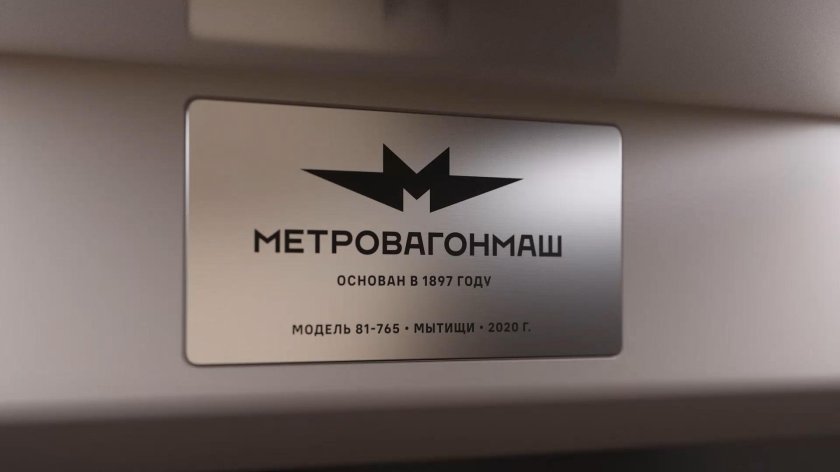 МЕТРОВАГОНМАШ
ОСНОВАН В 1897 ГОДУ
МОДЕЛЬ 81-765 • МЫТИЩИ • 2020 Г.